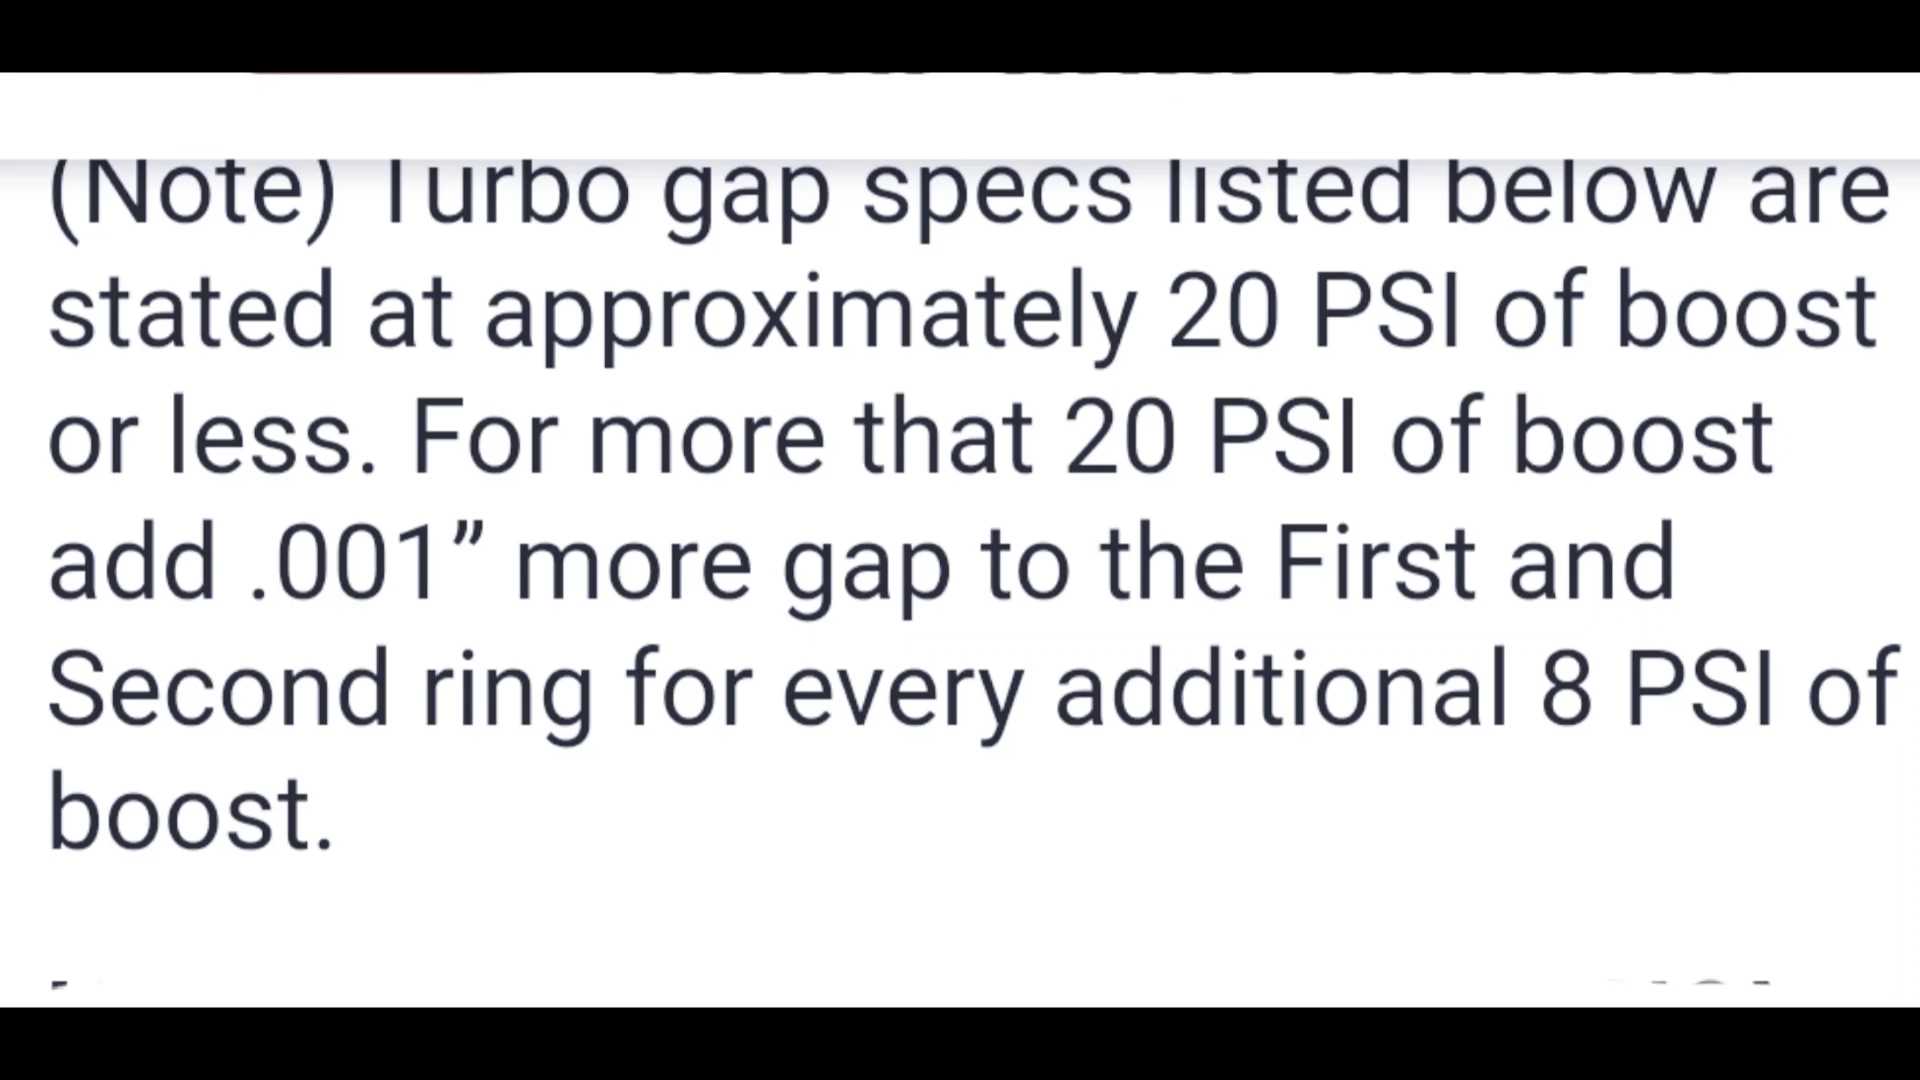 (Note) Turbo gap specs listed below are
stated at approximately 20 PSI of boost
or less. For more that 20 PSI of boost
add .001” more gap to the First and
Second ring for every additional 8 PSI of
boost.